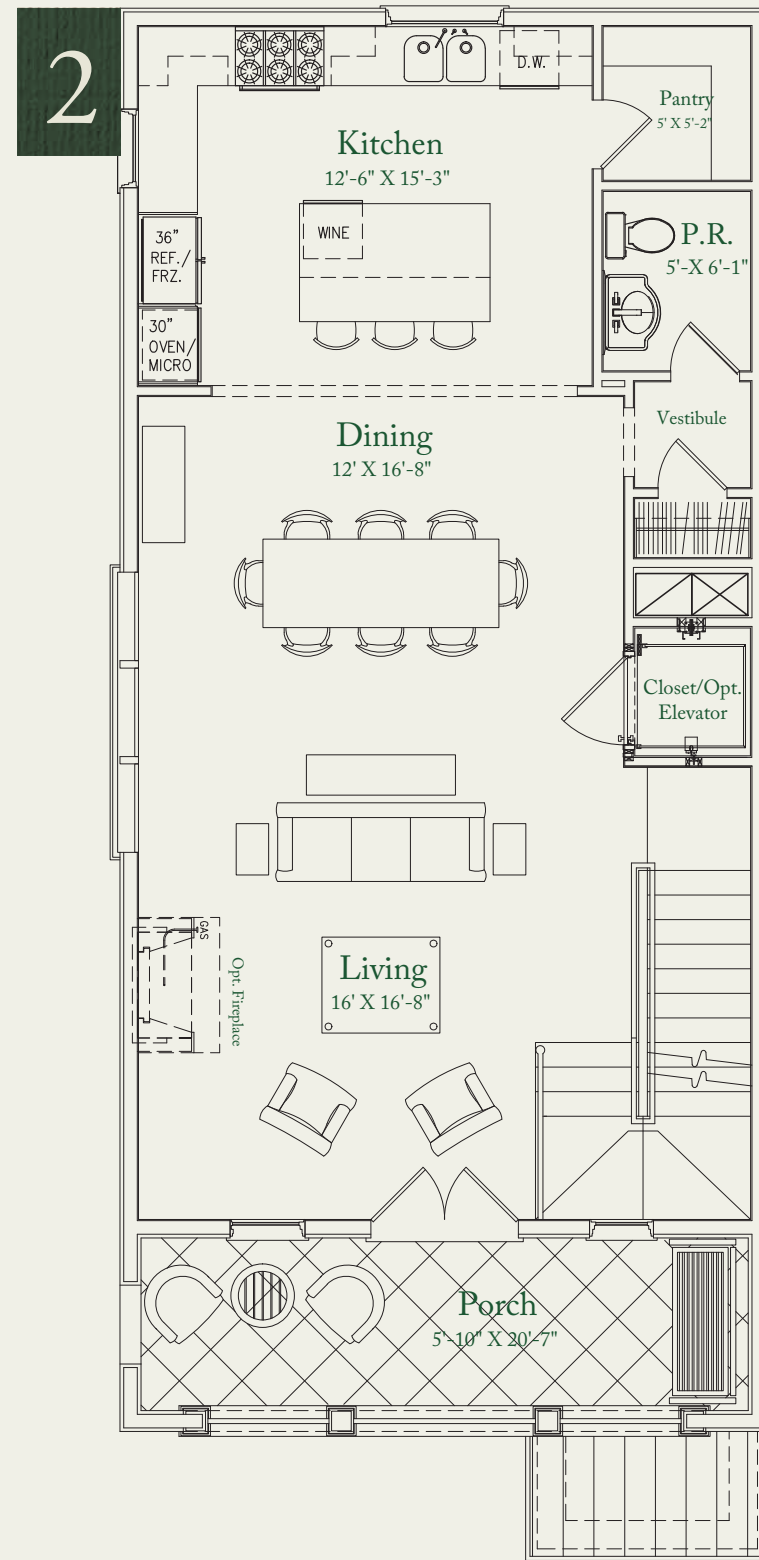 2
D.W.
Pantry
5' X 5'-2"
Kitchen
12'-6" X 15'-3"
WINE
P.R.
5'-X 6'-1"
36"
REF./
FRZ.
30"
OVEN/
MICRO
Vestibule
Dining
12' X 16'-8"
Closet/Opt.
Elevator
GAS
Opt. Fireplace
Living
16' X 16'-8"
Porch
5'-10" X 20'-7"